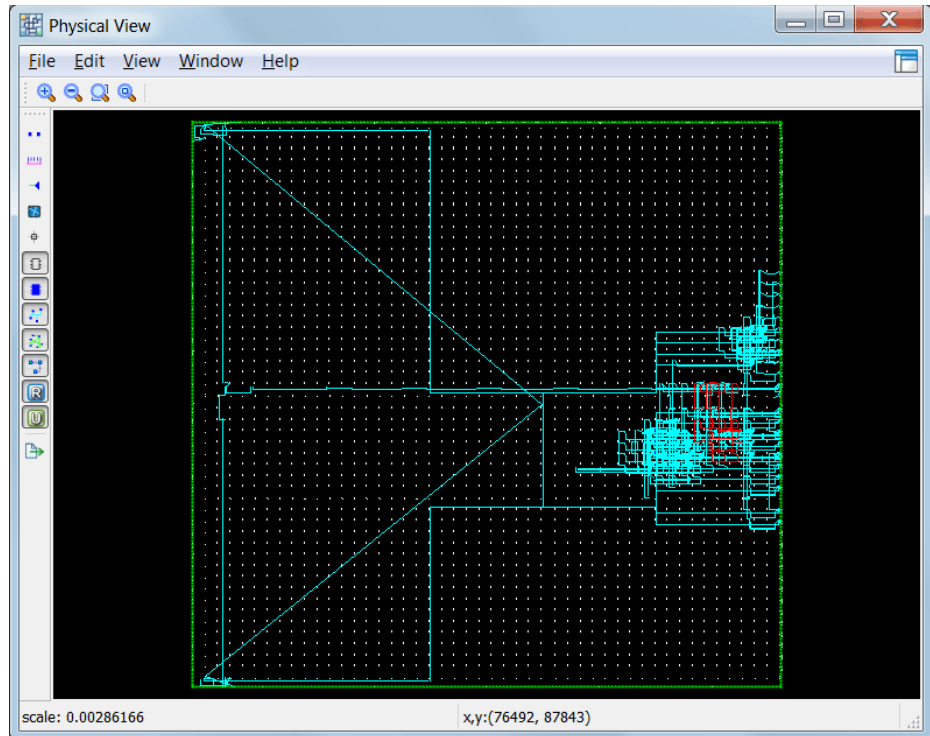 Physical View
File Edit View Window Help
R
U
scale: 0.00286166
x,y:(76492, 87843)